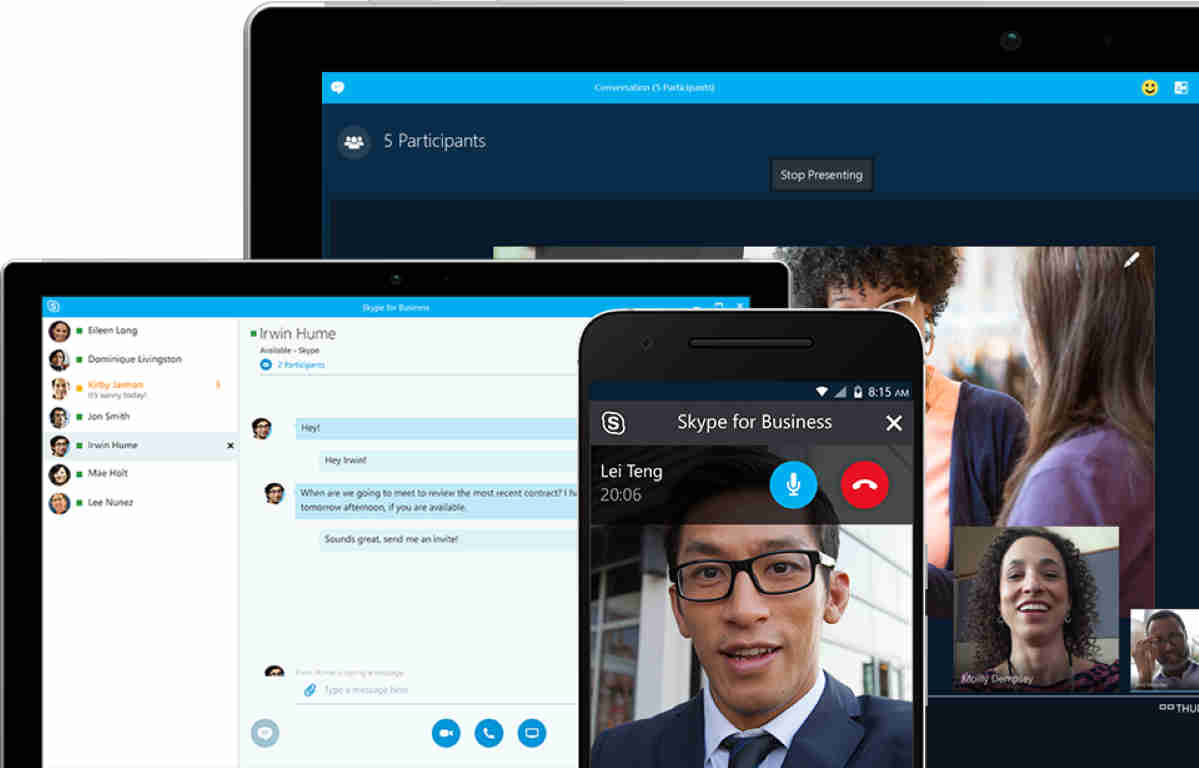 Conversation (5 Participants)
5 Participants
Stop Presenting
Molly Dempsey
Skype for Business
Eileen Long
Dominique Livingston
Kirby Jarmon
It's sunny today!
Jon Smith
Irwin Hume
Mae Holt
Lee Nunez
Irwin Hume
Available - Skype
2 Participants
Hey!
Hey Irwin!
When are we going to meet to review the most recent contract? I
tomorrow afternoon, if you are available.
Sounds great, send me an invite!
Irwin Hume is typing a message
Type a message here
8:15 AM
Skype for Business
Lei Teng
20:06